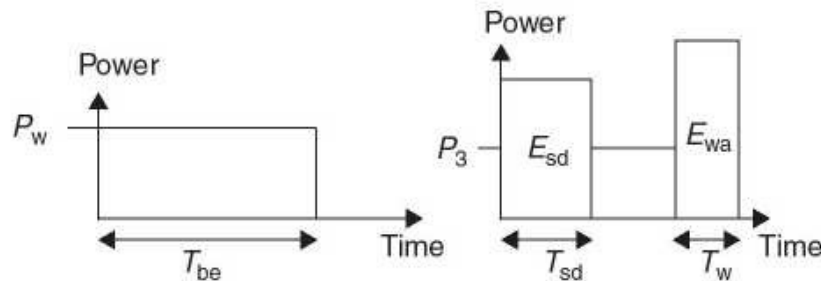 Power
P_w
Time
T_be
Power
P_3
E_sd
E_wa
Time
T_sd
T_w